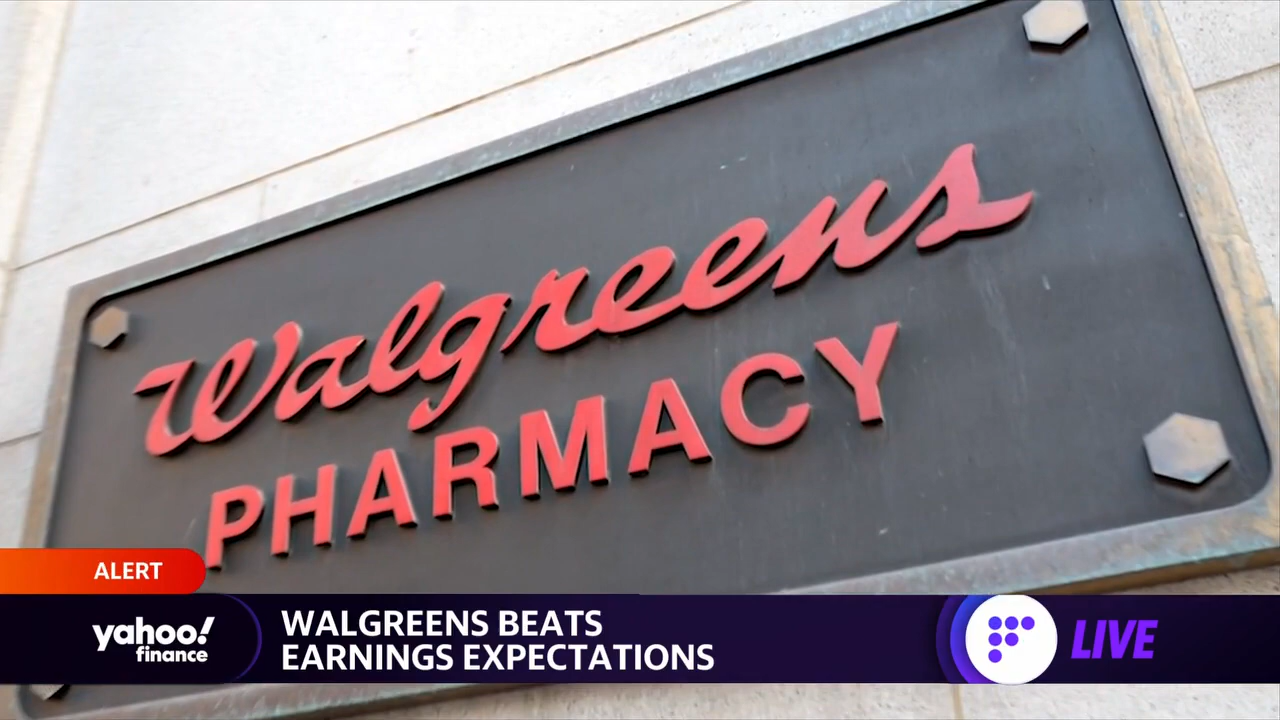 Walgreens
PHARMACY
ALERT
yahoo!
finance
WALGREENS BEATS
EARNINGS EXPECTATIONS
LIVE